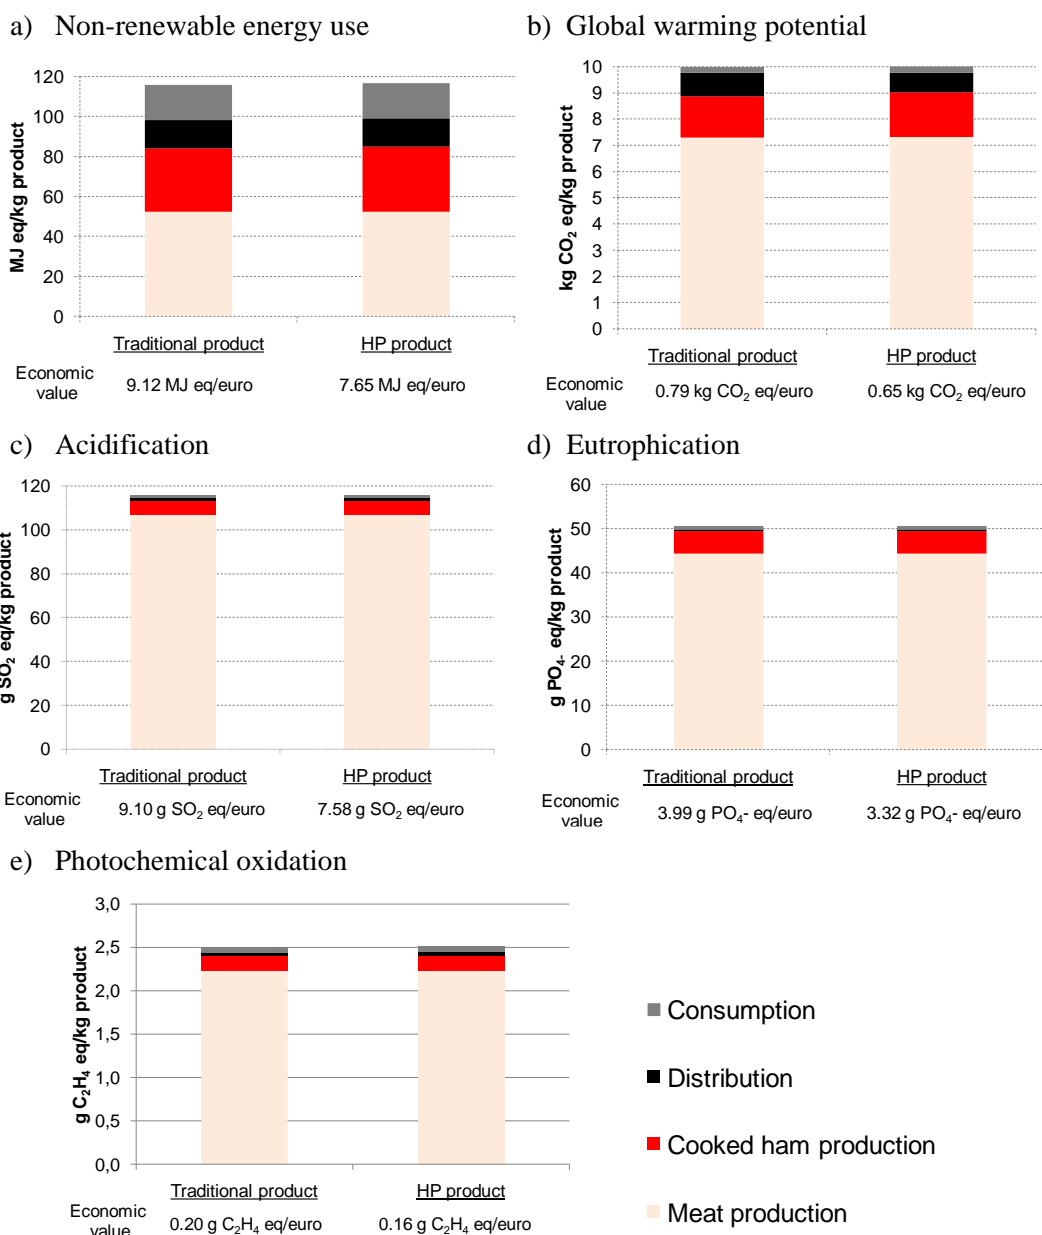 a) Non-renewable energy use
MJ eq/kg product
120
100
80
60
40
20
0
Traditional product HP product
Economic value 9.12 MJ eq/euro 7.65 MJ eq/euro
b) Global warming potential
kg CO₂ eq/kg product
10
9
8
7
6
5
4
3
2
1
0
Traditional product HP product
Economic value 0.79 kg CO₂ eq/euro 0.65 kg CO₂ eq/euro
c) Acidification
g SO₂ eq/kg product
120
100
80
60
40
20
0
Traditional product HP product
Economic value 9.10 g SO₂ eq/euro 7.58 g SO₂ eq/euro
d) Eutrophication
g PO₄- eq/kg product
60
50
40
30
20
10
0
Traditional product HP product
Economic value 3.99 g PO₄- eq/euro 3.32 g PO₄- eq/euro
e) Photochemical oxidation
g C₂H₄ eq/kg product
3,0
2,5
2,0
1,5
1,0
0,5
0,0
Traditional product HP product
Economic value 0.20 g C₂H₄ eq/euro 0.16 g C₂H₄ eq/euro
Consumption
Distribution
Cooked ham production
Meat production